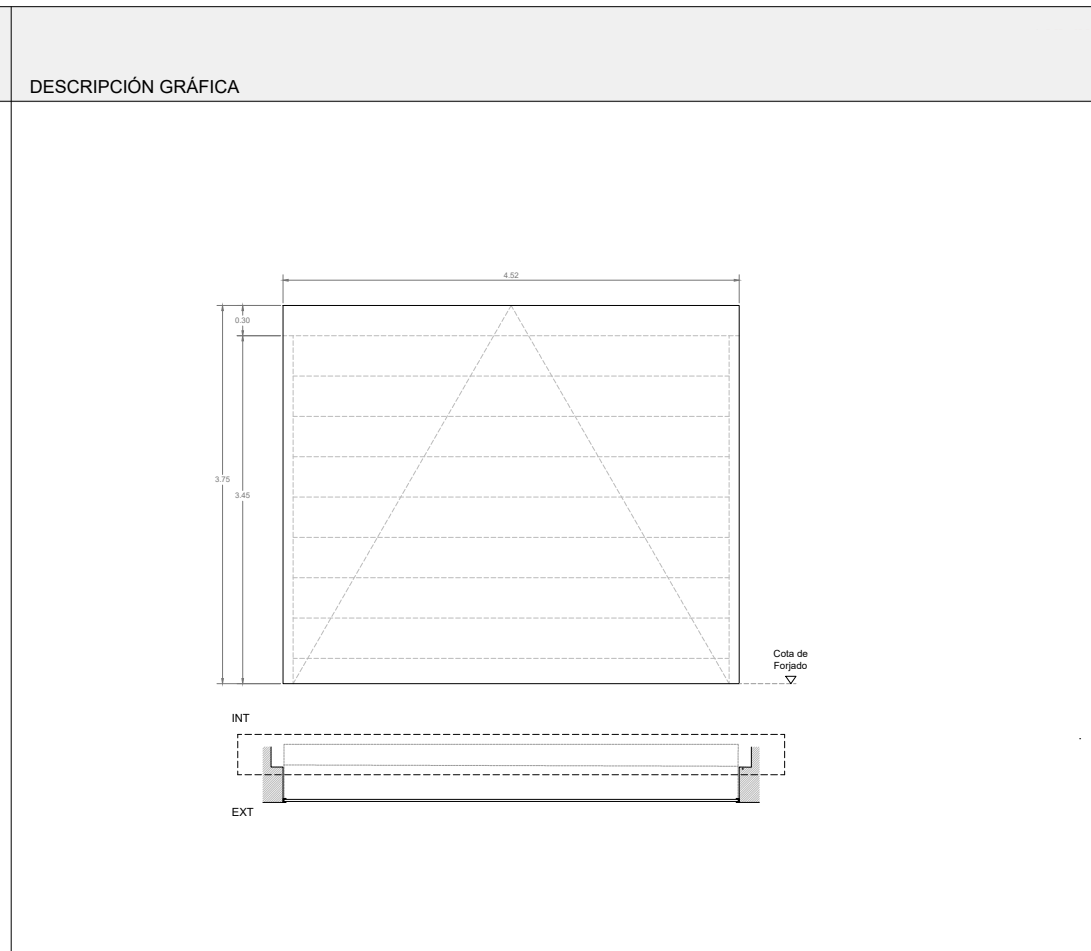 DESCRIPCIÓN GRÁFICA
4.52
0.30
3.75
3.45
Cota de
Forjado
INT
EXT